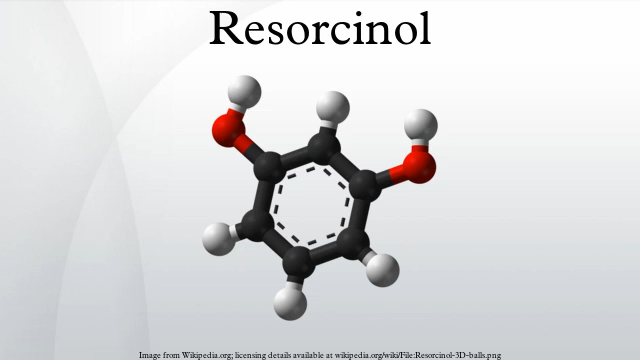 Resorcinol
Image from Wikipedia.org; licensing details available at wikipedia.org/wiki/File:Resorcinol-3D-balls.png